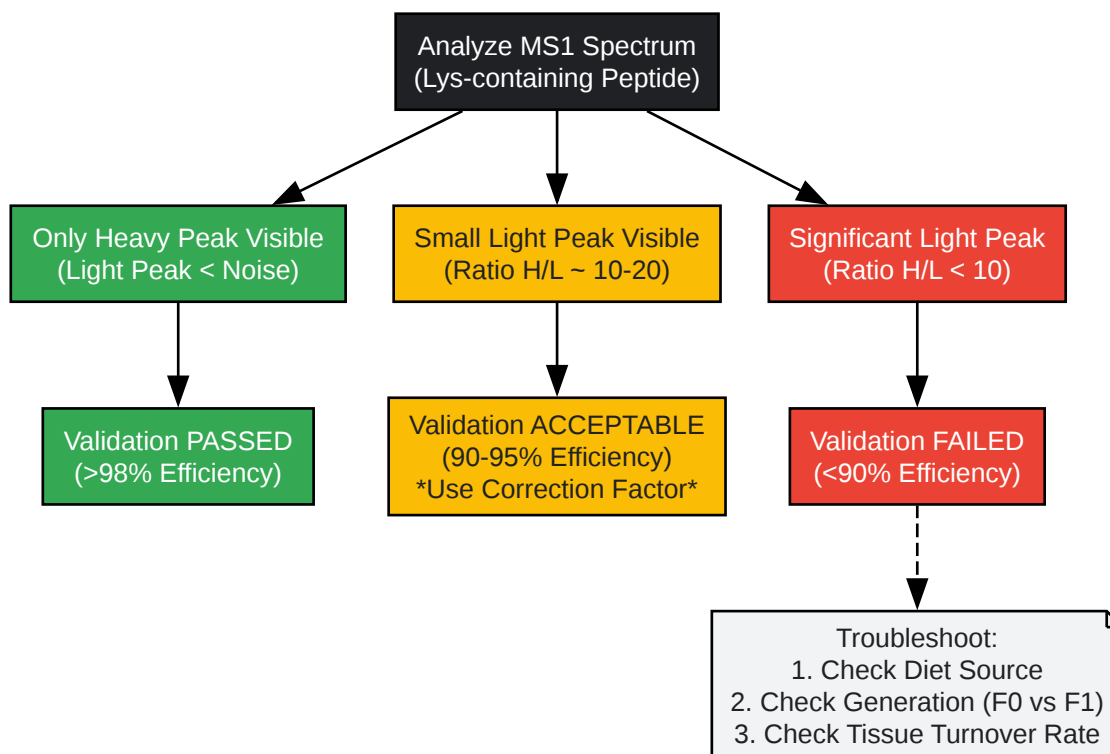 Analyze MS1 Spectrum
(Lys-containing Peptide)
Only Heavy Peak Visible
(Light Peak < Noise)
Small Light Peak Visible
(Ratio H/L ~ 10-20)
Significant Light Peak
(Ratio H/L < 10)
Validation PASSED
(>98% Efficiency)
Validation ACCEPTABLE
(90-95% Efficiency)
*Use Correction Factor*
Validation FAILED
(<90% Efficiency)
Troubleshoot:
1. Check Diet Source
2. Check Generation (F0 vs F1)
3. Check Tissue Turnover Rate